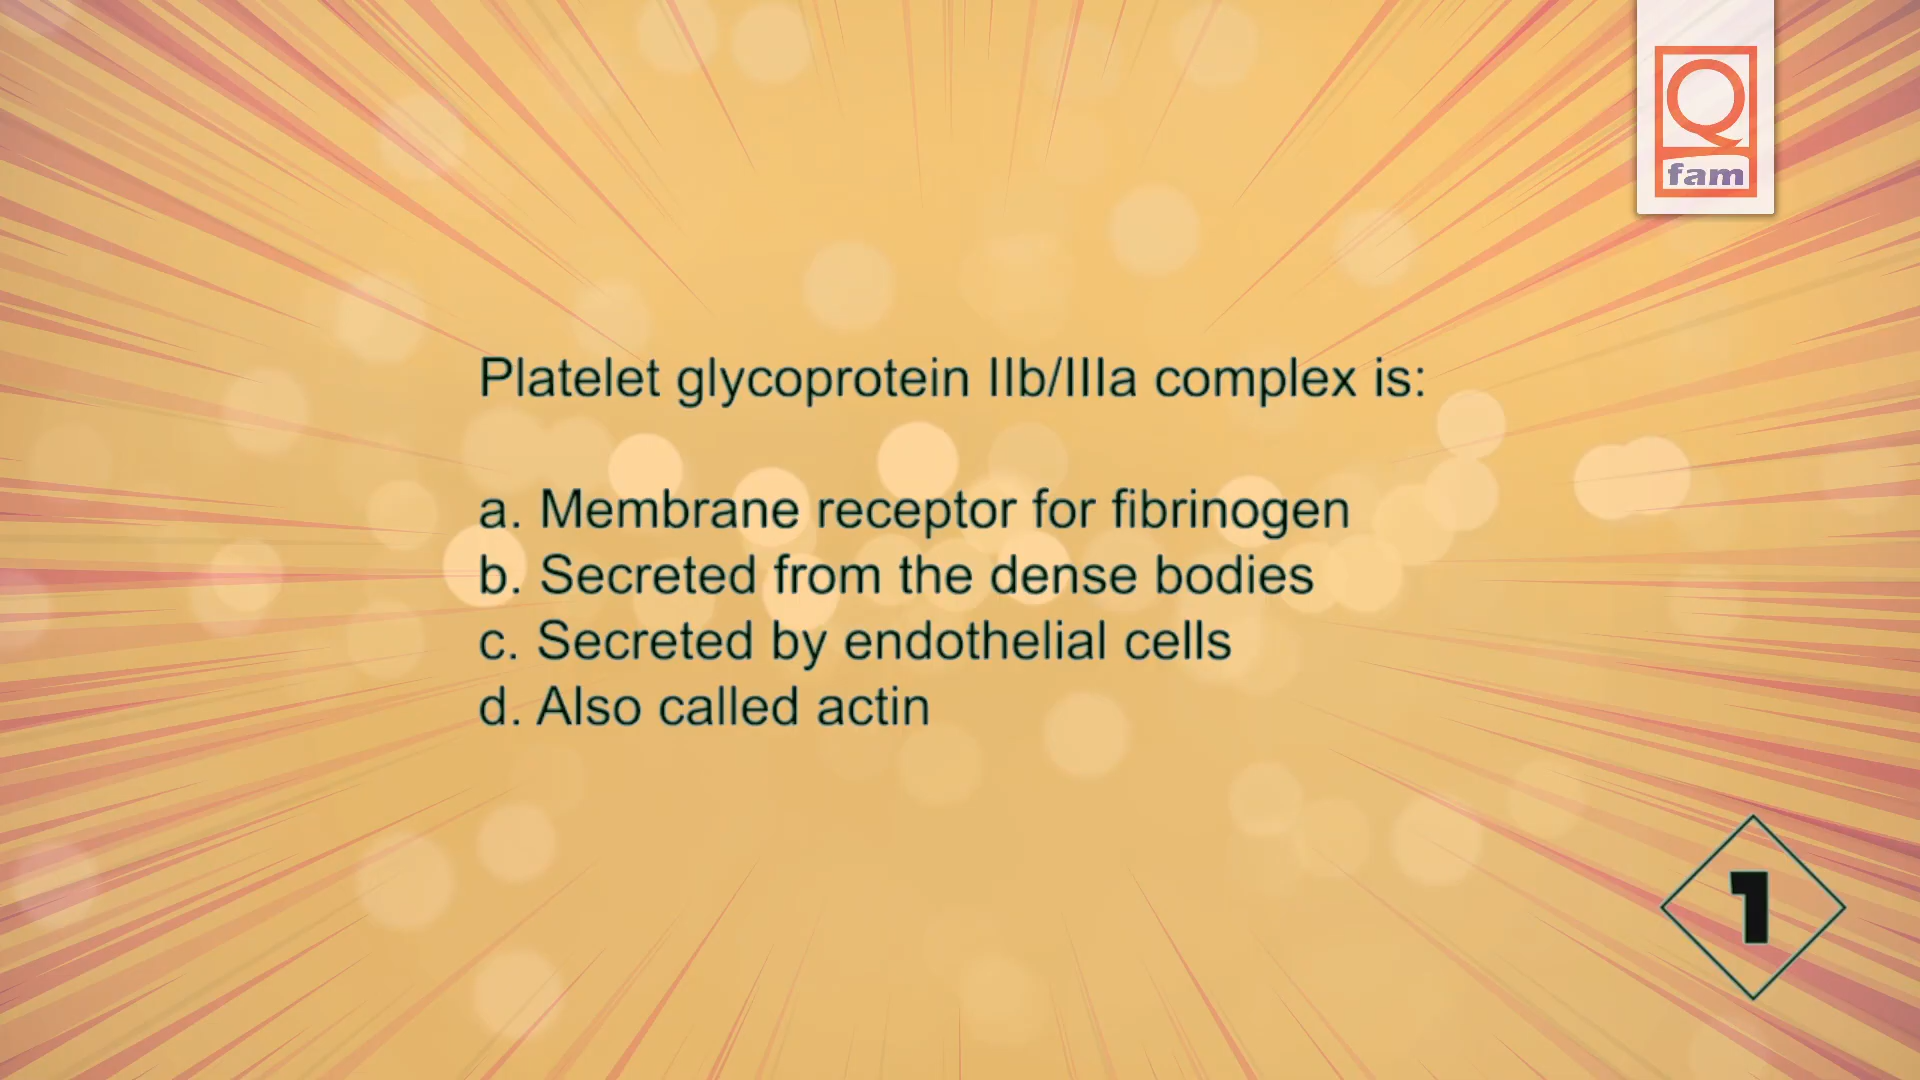 Q
fam
Platelet glycoprotein IIb/IIIa complex is:
a. Membrane receptor for fibrinogen
b. Secreted from the dense bodies
c. Secreted by endothelial cells
d. Also called actin
1